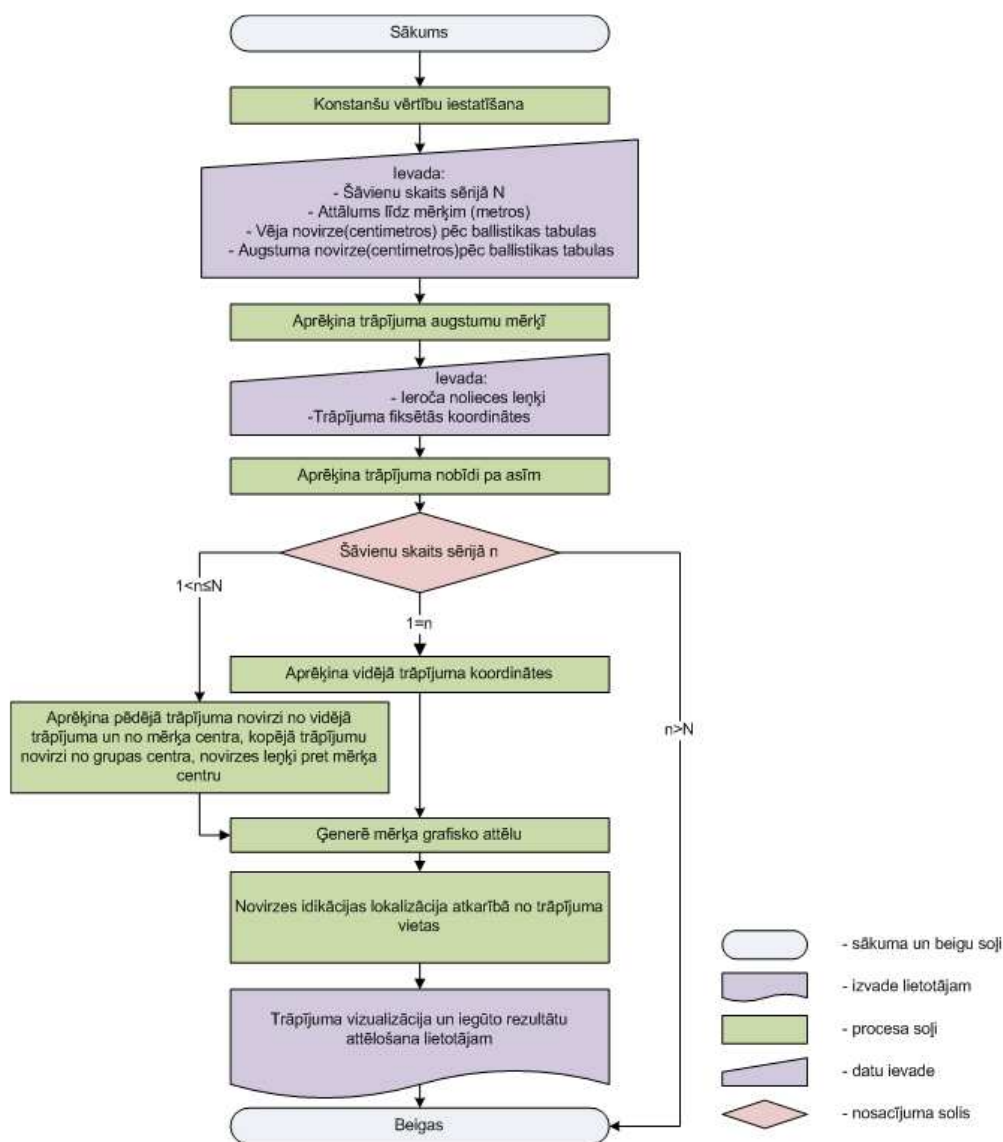 Sākums
Konstanšu vērtību iestatīšana
Ievada:
- Šāvienu skaits sērijā N
- Attālums līdz mērķim (metros)
- Vēja novirze(centimetros) pēc ballistikas tabulas
- Augstuma novirze(centimetros)pēc ballistikas tabulas
Aprēķina trāpījuma augstumu mērķī
Ievada:
- Ieroča nolieces leņķi
-Trāpījuma fiksētās koordinātes
Aprēķina trāpījuma nobīdi pa asīm
Šāvienu skaits sērijā n
1<n≤N
1=n
n>N
Aprēķina vidējā trāpījuma koordinātes
Aprēķina pēdējā trāpījuma novirzi no vidējā
trāpījuma un no mērķa centra, kopējā trāpījumu
novirzi no grupas centra, novirzes leņķi pret mērķa
centru
Ģenerē mērķa grafisko attēlu
Novirzes idikācijas lokalizācija atkarībā no trāpījuma
vietas
Trāpījuma vizualizācija un iegūto rezultātu
attēlošana lietotājam
Beigas
- sākuma un beigu soļi
- izvade lietotājam
- procesa soļi
- datu ievade
- nosacījuma solis